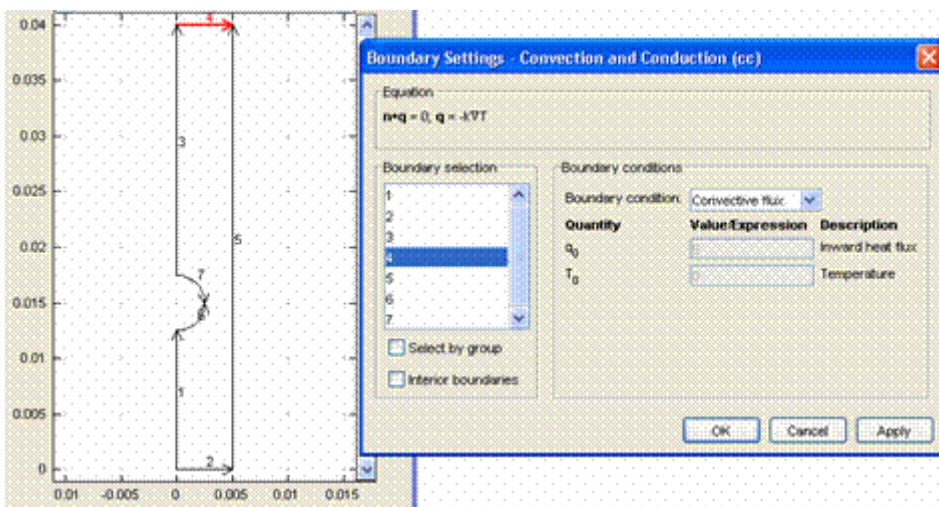 0.04
0.035
0.03
0.025
0.02
0.015
0.01
0.005
0
0.01 -0.005 0 0.005 0.01 0.015
4
3
5
7
6
1
2
Boundary Settings - Convection and Conduction (cc)
Equation
n•q = 0; q = -k∇T
Boundary selection
1
2
3
4
5
6
7
Select by group
Interior boundaries
Boundary conditions
Boundary condition: Convective flux
Quantity Value/Expression Description
q0 Inward heat flux
T0 Temperature
OK Cancel Apply